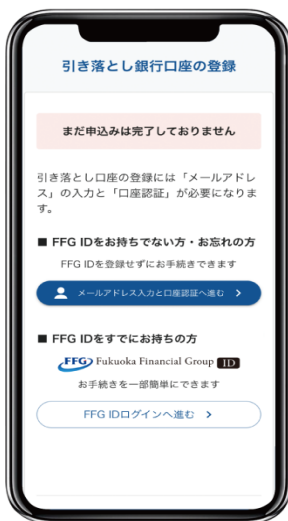 引き落とし銀行口座の登録
まだ申込みは完了しておりません
引き落とし口座の登録には「メールアドレ
ス」の入力と「口座認証」が必要になりま
す。
■ FFG IDをお持ちでない方・お忘れの方
FFG IDを登録せずにお手続きできます
メールアドレス入力と口座認証へ進む >
■ FFG IDをすでにお持ちの方
FFG Fukuoka Financial Group ID
お手続きを一部簡単にできます
FFG IDログインへ進む >